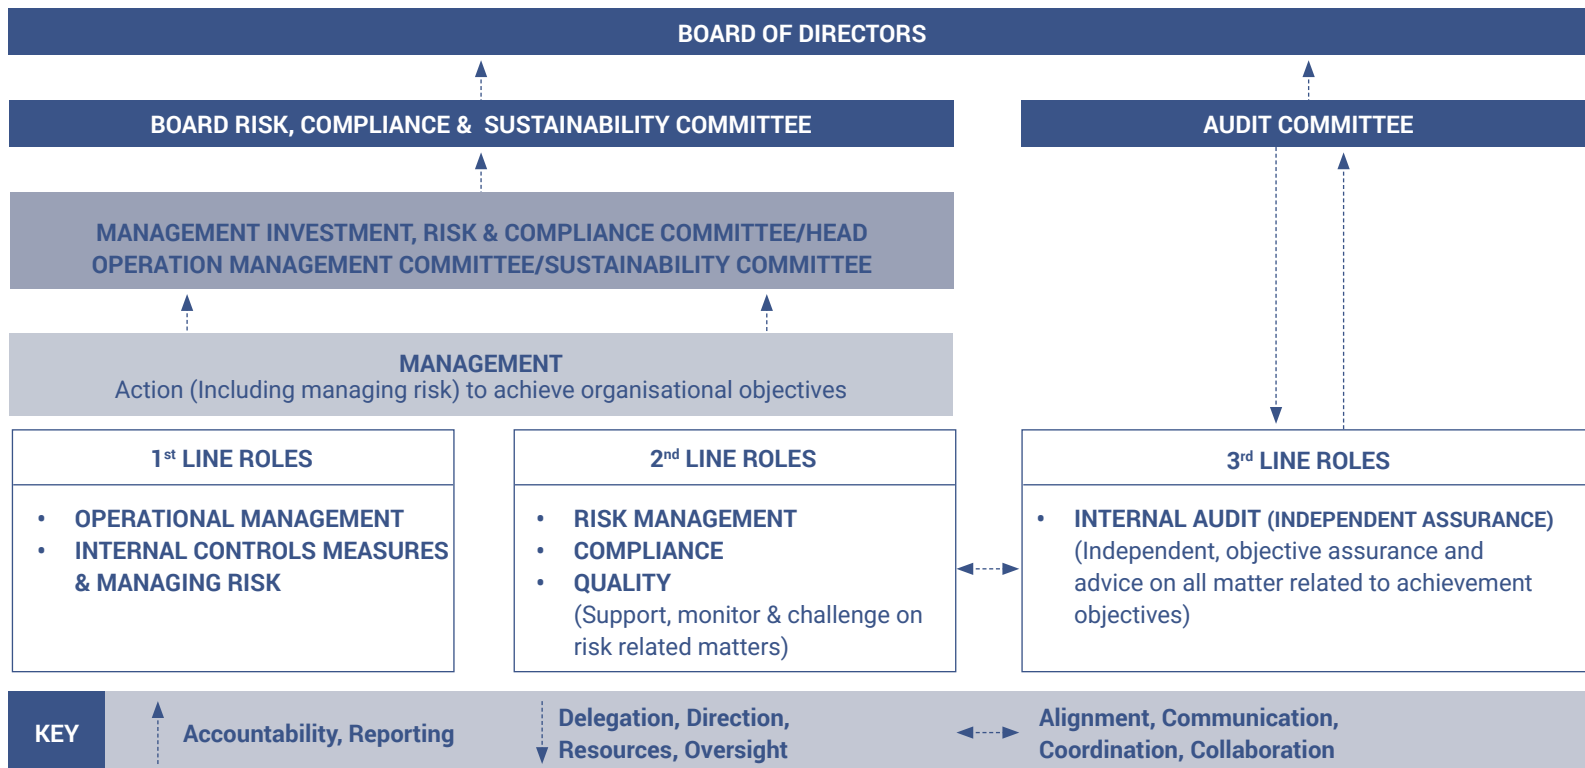 BOARD OF DIRECTORS
BOARD RISK, COMPLIANCE & SUSTAINABILITY COMMITTEE
AUDIT COMMITTEE
MANAGEMENT INVESTMENT, RISK & COMPLIANCE COMMITTEE/HEAD
OPERATION MANAGEMENT COMMITTEE/SUSTAINABILITY COMMITTEE
MANAGEMENT
Action (Including managing risk) to achieve organisational objectives
1st LINE ROLES
• OPERATIONAL MANAGEMENT
• INTERNAL CONTROLS MEASURES
& MANAGING RISK
2nd LINE ROLES
• RISK MANAGEMENT
• COMPLIANCE
• QUALITY
(Support, monitor & challenge on
risk related matters)
3rd LINE ROLES
• INTERNAL AUDIT (INDEPENDENT ASSURANCE)
(Independent, objective assurance and
advice on all matter related to achievement
objectives)
KEY
Accountability, Reporting
Delegation, Direction,
Resources, Oversight
Alignment, Communication,
Coordination, Collaboration